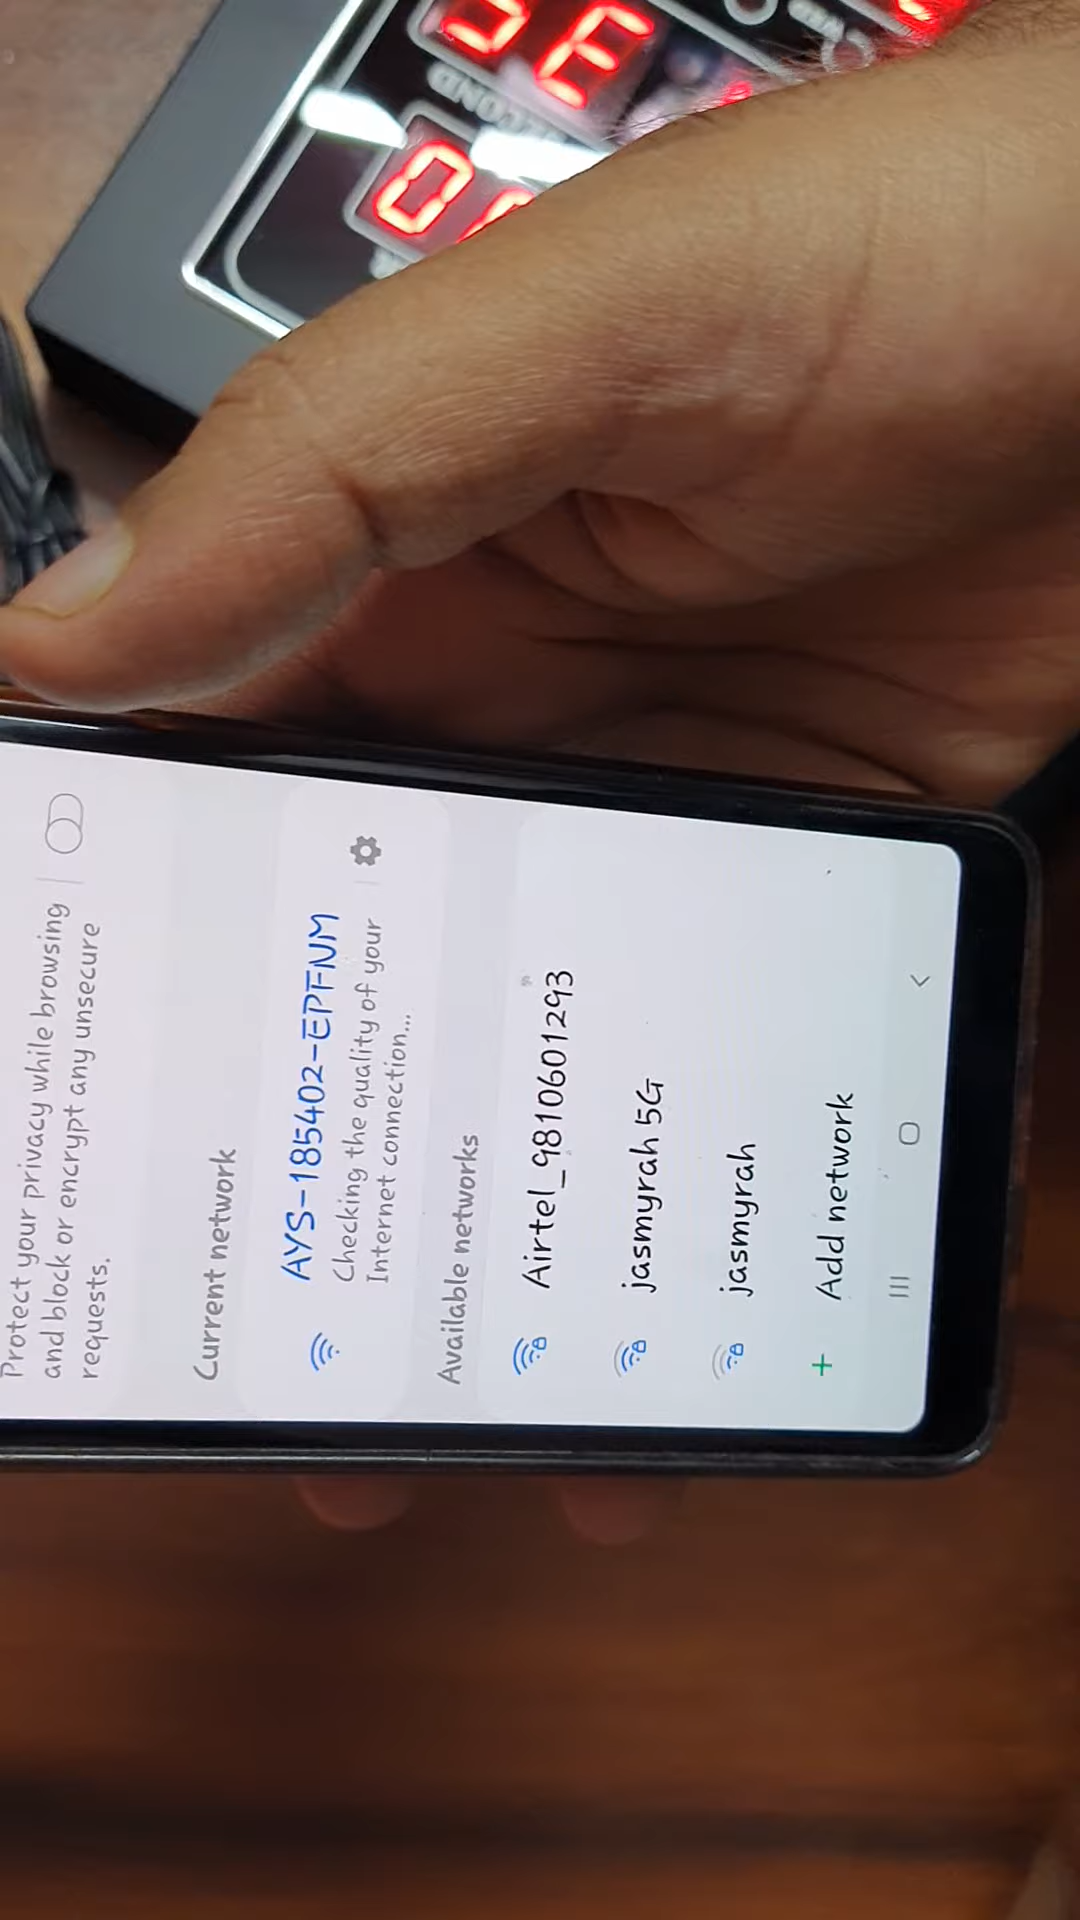 Protect your privacy while browsing
and block or encrypt any unsecure
requests.
Current network
AYS-185402-EPFNM
Checking the quality of your
Internet connection...
Available networks
Airtel_9810601293
jasmyrah 5G
jasmyrah
+ Add network